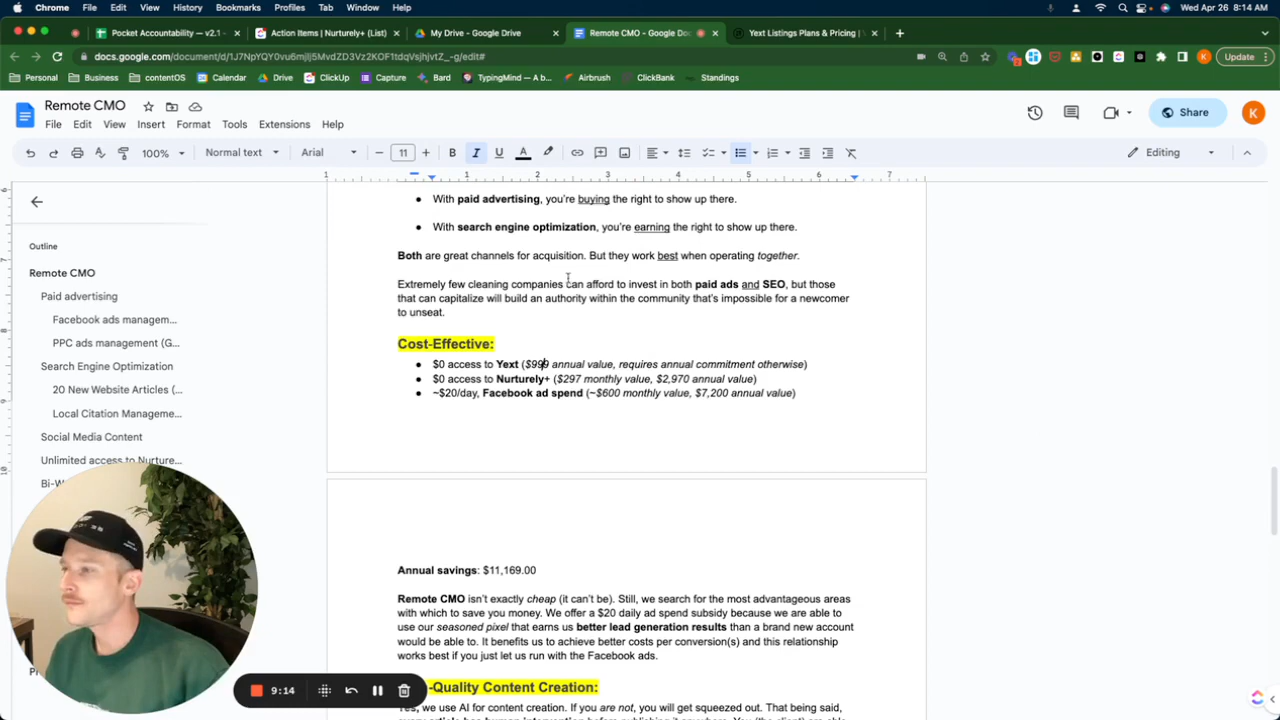 Chrome File Edit View History Bookmarks Profiles Tab Window Help Wed Apr 26 8:14 AM
Pocket Accountability — v2.1 - Action Items | Nurturely+ (List) My Drive - Google Drive Remote CMO - Google Doc Yext Listings Plans & Pricing |
docs.google.com/document/d/ Update
Personal Business contentOS Calendar Drive ClickUp Capture Bard TypingMind — A b... Airbrush ClickBank Standings
Remote CMO
File Edit View Insert Format Tools Extensions Help
Share
K
100% Normal text Arial 11 Editing
1 1 2 3 4 5 6 7
Outline
Remote CMO
Paid advertising
Facebook ads managem...
PPC ads management (G...
Search Engine Optimization
20 New Website Articles (...
Local Citation Manageme...
Social Media Content
Unlimited access to Nurture...
Bi-W
● With paid advertising, you're buying the right to show up there.
● With search engine optimization, you're earning the right to show up there.
Both are great channels for acquisition. But they work best when operating together.
Extremely few cleaning companies can afford to invest in both paid ads and SEO, but those
that can capitalize will build an authority within the community that's impossible for a newcomer
to unseat.
Cost-Effective:
● $0 access to Yext ($999 annual value, requires annual commitment otherwise)
● $0 access to Nurturely+ ($297 monthly value, $2,970 annual value)
● ~$20/day, Facebook ad spend (~$600 monthly value, $7,200 annual value)
Annual savings: $11,169.00
Remote CMO isn't exactly cheap (it can't be). Still, we search for the most advantageous areas
with which to save you money. We offer a $20 daily ad spend subsidy because we are able to
use our seasoned pixel that earns us better lead generation results than a brand new account
would be able to. It benefits us to achieve better costs per conversion(s) and this relationship
works best if you just let us run with the Facebook ads.
-Quality Content Creation:
Yes, we use AI for content creation. If you are not, you will get squeezed out. That being said,
9:14